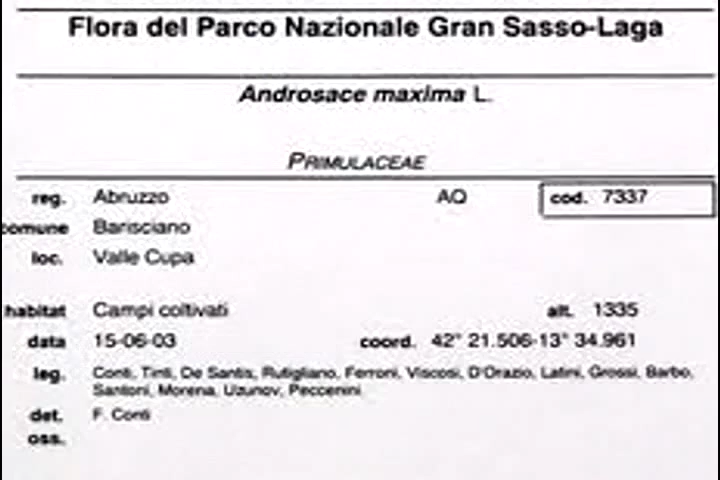 Flora del Parco Nazionale Gran Sasso-Laga
Androsace maxima L.
PRIMULACEAE
reg. Abruzzo AQ cod. 7337
comune Barisciano
loc. Valle Cupa
habitat Campi coltivati alt. 1335
data 15-06-03 coord. 42° 21.506-13° 34.961
leg. Conti, Tinti, De Santis, Rutigliano, Ferroni, Viscosi, D'Orazio, Latini, Grossi, Barbo,
Santoni, Morena, Uzunov, Peccenini
det. F. Conti
oss.